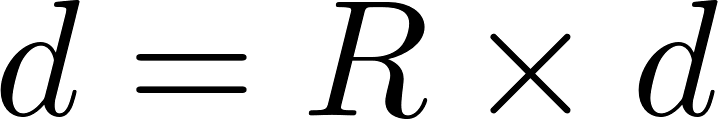 d = R × d